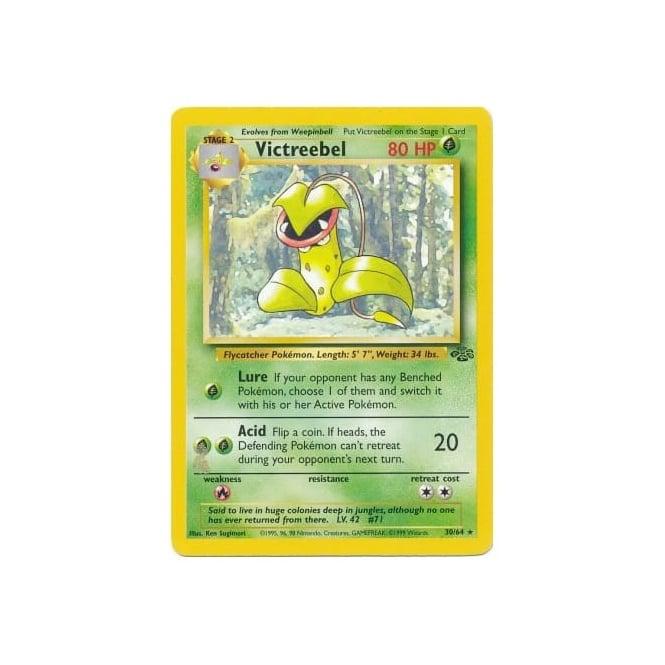 Evolves from Weepinbell Put Victreebel on the Stage 1 Card
STAGE 2
Victreebel 80 HP
Flycatcher Pokémon. Length: 5' 7", Weight: 34 lbs.
Lure If your opponent has any Benched
Pokémon, choose 1 of them and switch it
with his or her Active Pokémon.
Acid Flip a coin. If heads, the
Defending Pokémon can't retreat
during your opponent's next turn.
20
weakness resistance retreat cost
Said to live in huge colonies deep in jungles, although no one
has ever returned from there. LV. 42 #71
Illus. Ken Sugimori ©1995, 96, 98 Nintendo, Creatures, GAMEFREAK. ©1999 Wizards. 30/64 ★